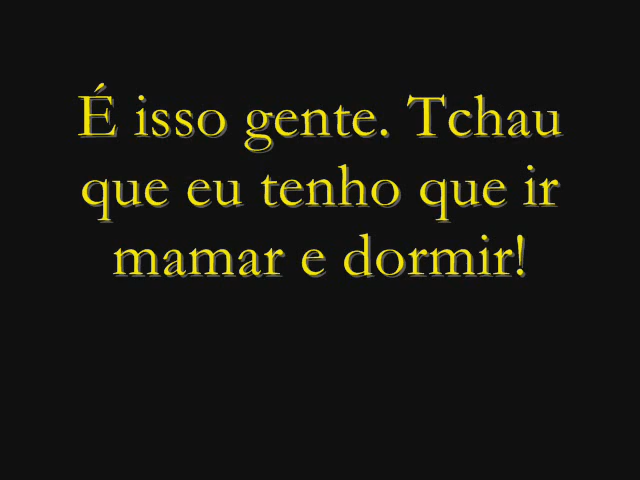 É isso gente. Tchau
que eu tenho que ir
mamar e dormir!